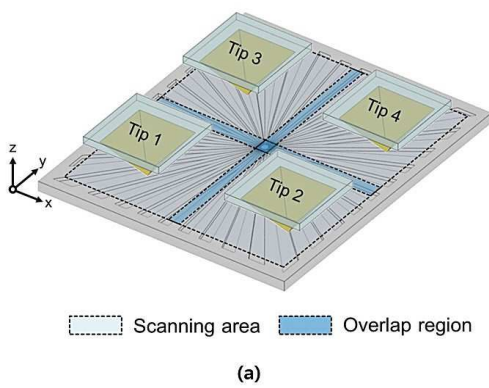 Tip 3
Tip 4
Tip 1
Tip 2
z
y
x
Scanning area
Overlap region
(a)